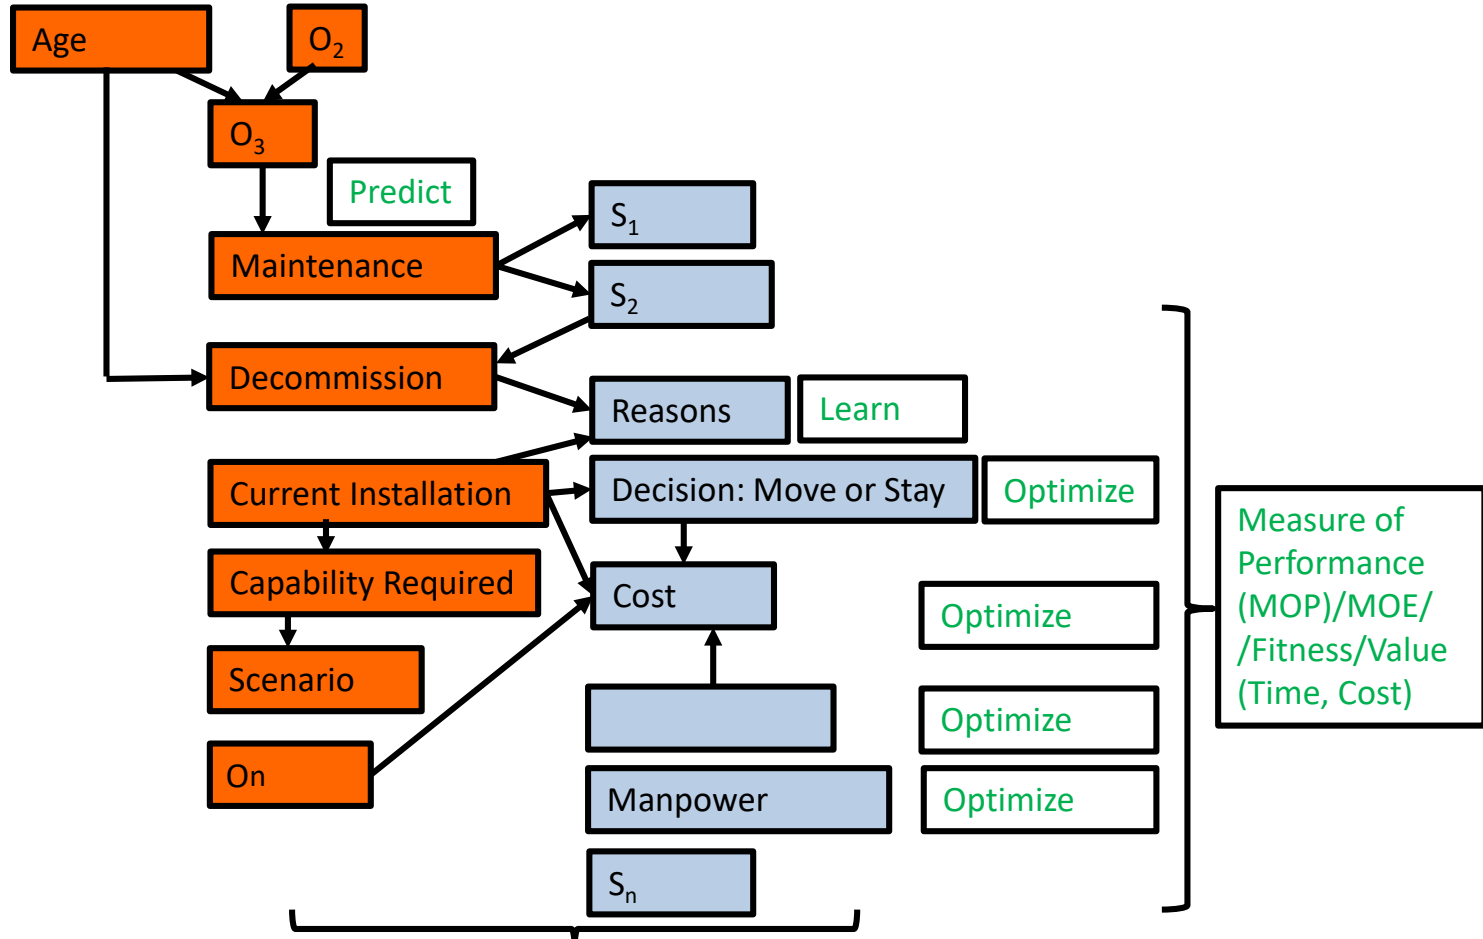 Age
O₂
O₃
Predict
S₁
Maintenance
S₂
Decommission
Reasons
Learn
Current Installation
Decision: Move or Stay
Optimize
Measure of
Performance
(MOP)/MOE/
/Fitness/Value
(Time, Cost)
Capability Required
Cost
Optimize
Scenario
Optimize
On
Manpower
Optimize
Sₙ